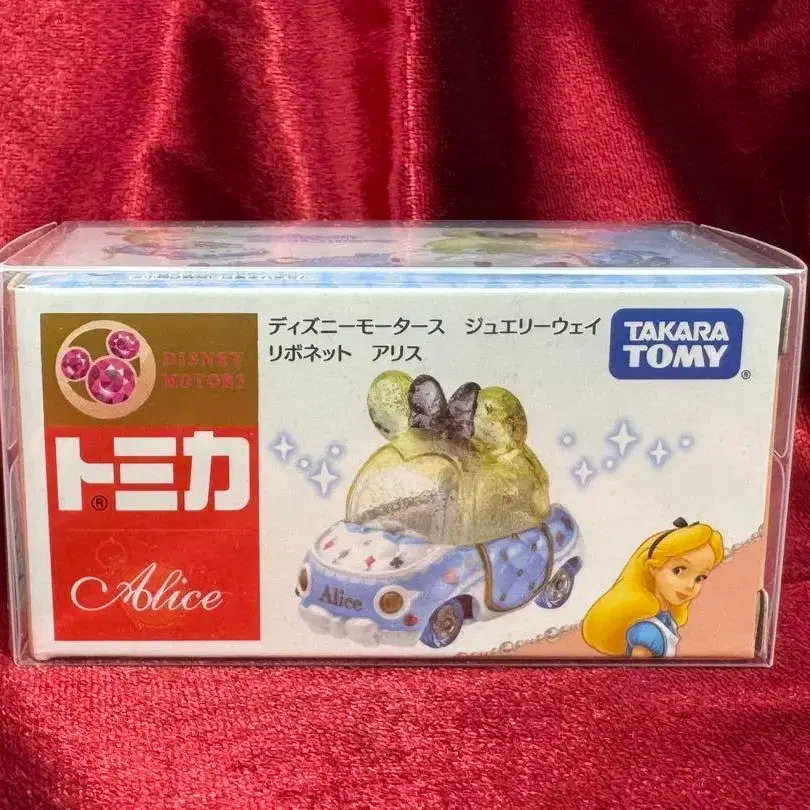 ディズニーモータース ジュエリーウェイ
リボネット アリス
TAKARA
TOMY
®
DISNEY
MOTORS
トミカ
®
Alice
Alice